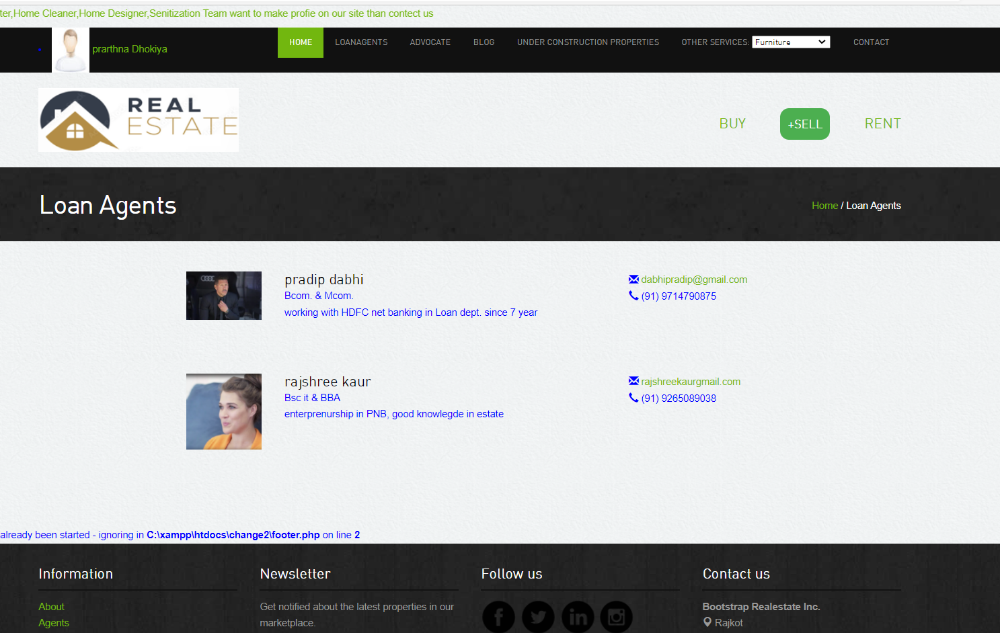 ter,Home Cleaner,Home Designer,Senitization Team want to make profie on our site than contect us
prarthna Dhokiya
HOME LOANAGENTS ADVOCATE BLOG UNDER CONSTRUCTION PROPERTIES OTHER SERVICES: Furniture CONTACT
REAL
ESTATE
BUY +SELL RENT
Loan Agents
Home / Loan Agents
pradip dabhi
Bcom. & Mcom.
working with HDFC net banking in Loan dept. since 7 year
dabhipradip@gmail.com
(91) 9714790875
rajshree kaur
Bsc it & BBA
enterprenurship in PNB, good knowlegde in estate
rajshreekaurgmail.com
(91) 9265089038
already been started - ignoring in C:\xampp\htdocs\change2\footer.php on line 2
Information
About
Agents
Newsletter
Get notified about the latest properties in our
marketplace.
Follow us
Contact us
Bootstrap Realestate Inc.
Rajkot